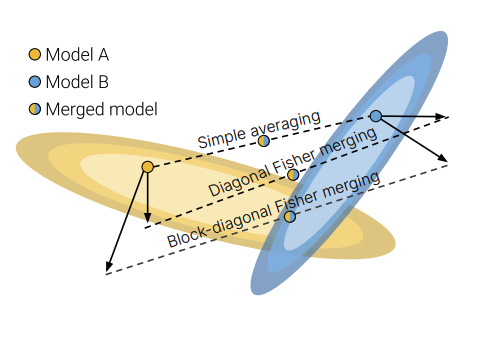 Model A
Model B
Merged model
Simple averaging
Diagonal Fisher merging
Block-diagonal Fisher merging